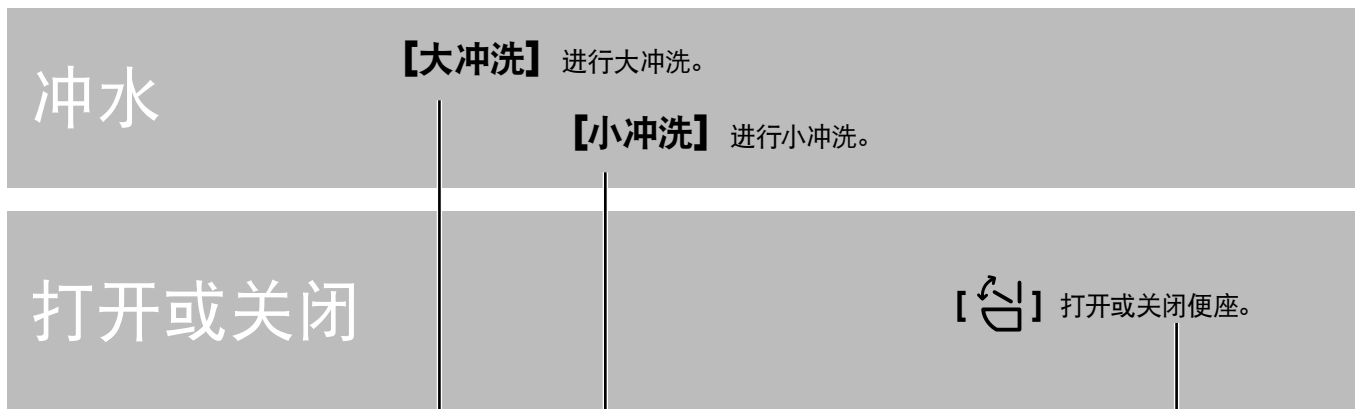 冲水
【大冲洗】 进行大冲洗。
【小冲洗】 进行小冲洗。
打开或关闭
[ ] 打开或关闭便座。